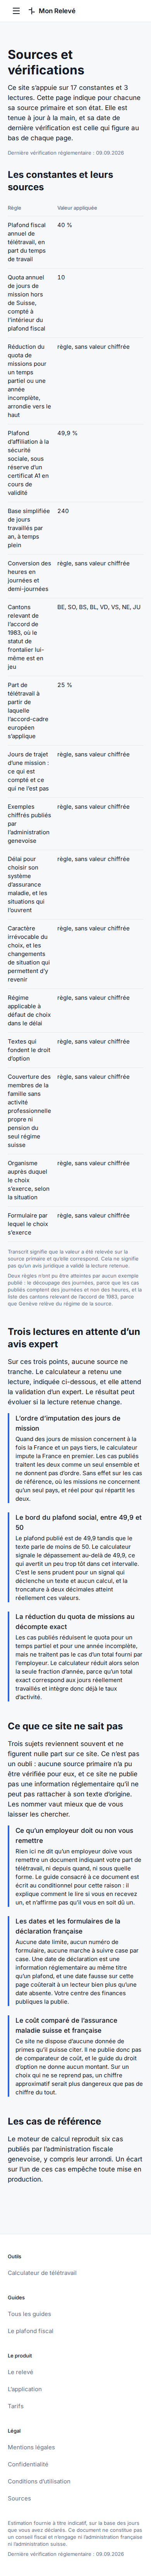 Mon Relevé
Sources et
vérifications
Ce site s’appuie sur 17 constantes et 3
lectures. Cette page indique pour chacune
sa source primaire et son état. Elle est
tenue à jour à la main, et sa date de
dernière vérification est celle qui figure au
bas de chaque page.
Dernière vérification réglementaire : 09.09.2026
Les constantes et leurs
sources
Règle Valeur appliquée
Plafond fiscal 40 %
annuel de
télétravail, en
part du temps
de travail
Quota annuel 10
de jours de
mission hors
de Suisse,
compté à
l’intérieur du
plafond fiscal
Réduction du règle, sans valeur chiffrée
quota de
missions pour
un temps
partiel ou une
année
incomplète,
arrondie vers le
haut
Plafond 49,9 %
d’affiliation à la
sécurité
sociale, sous
réserve d’un
certificat A1 en
cours de
validité
Base simplifiée 240
de jours
travaillés par
an, à temps
plein
Conversion des règle, sans valeur chiffrée
heures en
journées et
demi-journées
Cantons BE, SO, BS, BL, VD, VS, NE, JU
relevant de
l’accord de
1983, où le
statut de
frontalier lui-
même est en
jeu
Part de 25 %
télétravail à
partir de
laquelle
l’accord-cadre
européen
s’applique
Jours de trajet règle, sans valeur chiffrée
d’une mission :
ce qui est
compté et ce
qui ne l’est pas
Exemples règle, sans valeur chiffrée
chiffrés publiés
par
l’administration
genevoise
Délai pour règle, sans valeur chiffrée
choisir son
système
d’assurance
maladie, et les
situations qui
l’ouvrent
Caractère règle, sans valeur chiffrée
irrévocable du
choix, et les
changements
de situation qui
permettent d’y
revenir
Régime règle, sans valeur chiffrée
applicable à
défaut de choix
dans le délai
Textes qui règle, sans valeur chiffrée
fondent le droit
d’option
Couverture des règle, sans valeur chiffrée
membres de la
famille sans
activité
professionnelle
propre ni
pension du
seul régime
suisse
Organisme règle, sans valeur chiffrée
auprès duquel
le choix
s’exerce, selon
la situation
Formulaire par règle, sans valeur chiffrée
lequel le choix
s’exerce
Transcrit signifie que la valeur a été relevée sur la
source primaire et qu’elle correspond. Cela ne signifie
pas qu’un avis juridique a validé la lecture retenue.
Deux règles n’ont pu être atteintes par aucun exemple
publié : le découpage des journées, parce que les cas
publiés comptent des journées et non des heures, et la
liste des cantons relevant de l’accord de 1983, parce
que Genève relève du régime de la source.
Trois lectures en attente d’un
avis expert
Sur ces trois points, aucune source ne
tranche. Le calculateur a retenu une
lecture, indiquée ci-dessous, et elle attend
la validation d’un expert. Le résultat peut
évoluer si la lecture retenue change.
L’ordre d’imputation des jours de
mission
Quand des jours de mission concernent à la
fois la France et un pays tiers, le calculateur
impute la France en premier. Les cas publiés
traitent les deux comme un seul ensemble et
ne donnent pas d’ordre. Sans effet sur les cas
de référence, où les missions ne concernent
qu’un seul pays, et réel pour qui répartit les
deux.
Le bord du plafond social, entre 49,9 et
50
Le plafond publié est de 49,9 tandis que le
texte parle de moins de 50. Le calculateur
signale le dépassement au-delà de 49,9, ce
qui avertit un peu trop tôt dans cet intervalle.
C’est le sens prudent pour un signal qui
déclenche un texte et aucun calcul, et la
troncature à deux décimales atteint
réellement ces valeurs.
La réduction du quota de missions au
décompte exact
Les cas publiés réduisent le quota pour un
temps partiel et pour une année incomplète,
mais ne traitent pas le cas d’un total fourni par
l’employeur. Le calculateur réduit alors selon
la seule fraction d’année, parce qu’un total
exact correspond aux jours réellement
travaillés et intègre donc déjà le taux
d’activité.
Ce que ce site ne sait pas
Trois sujets reviennent souvent et ne
figurent nulle part sur ce site. Ce n’est pas
un oubli : aucune source primaire n’a pu
être vérifiée pour eux, et ce site ne publie
pas une information réglementaire qu’il ne
peut pas rattacher à son texte d’origine.
Les nommer vaut mieux que de vous
laisser les chercher.
Ce qu’un employeur doit ou non vous
remettre
Rien ici ne dit qu’un employeur doive vous
remettre un document indiquant votre part de
télétravail, ni depuis quand, ni sous quelle
forme. Le guide consacré à ce document est
écrit au conditionnel pour cette raison : il
explique comment le lire si vous en recevez
un, et n’affirme pas qu’il vous en soit dû un.
Les dates et les formulaires de la
déclaration française
Aucune date limite, aucun numéro de
formulaire, aucune marche à suivre case par
case. Une date de déclaration est une
information réglementaire au même titre
qu’un plafond, et une date fausse sur cette
page coûterait à un lecteur bien plus qu’une
date absente. Votre centre des finances
publiques la publie.
Le coût comparé de l’assurance
maladie suisse et française
Ce site ne dispose d’aucune donnée de
primes qu’il puisse citer. Il ne publie donc pas
de comparateur de coût, et le guide du droit
d’option ne donne aucun montant. Sur un
choix qui ne se reprend pas, un chiffre
approximatif serait plus dangereux que pas de
chiffre du tout.
Les cas de référence
Le moteur de calcul reproduit six cas
publiés par l’administration fiscale
genevoise, y compris leur arrondi. Un écart
sur l’un de ces cas empêche toute mise en
production.
Outils
Calculateur de télétravail
Guides
Tous les guides
Le plafond fiscal
Le produit
Le relevé
L’application
Tarifs
Légal
Mentions légales
Confidentialité
Conditions d’utilisation
Sources
Estimation fournie à titre indicatif, sur la base des jours
que vous avez déclarés. Ce document ne constitue pas
un conseil fiscal et n’engage ni l’administration française
ni l’administration suisse.
Dernière vérification réglementaire : 09.09.2026